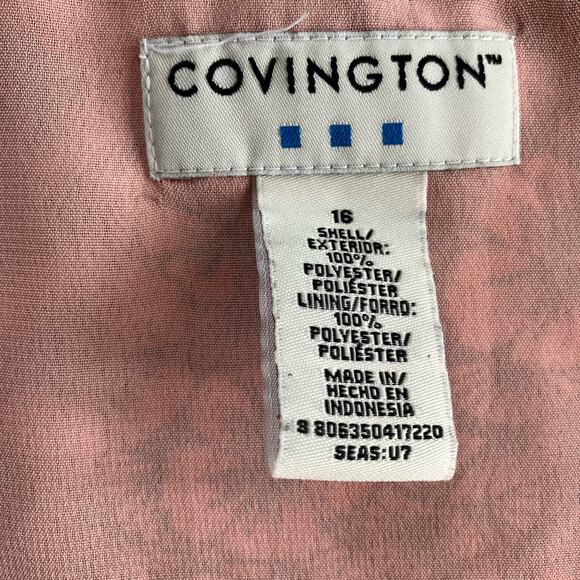 COVINGTON™
16
SHELL/
EXTERIOR:
100%
POLYESTER/
POLIÉSTER
LINING/FORRO:
100%
POLYESTER/
POLIÉSTER
MADE IN/
HECHO EN
INDONESIA
8 806350417220
SEAS:U7